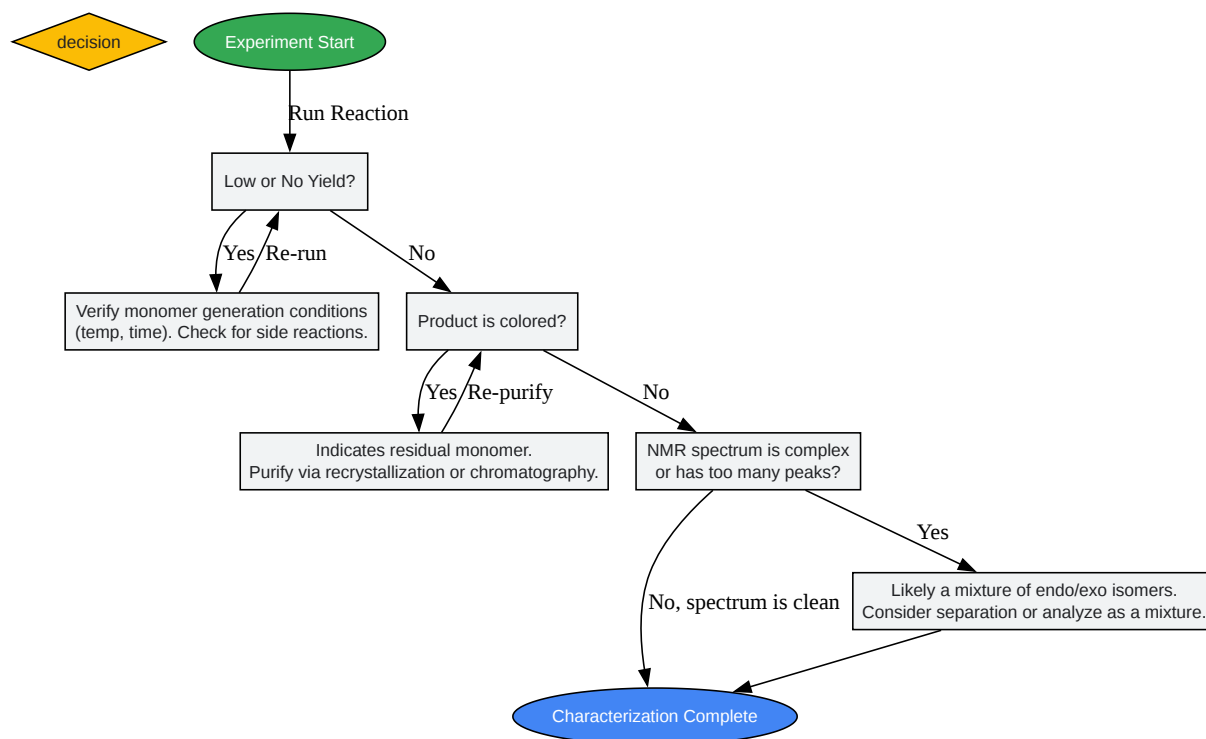 decision
Experiment Start
Run Reaction
Low or No Yield?
Yes
Re-run
No
Verify monomer generation conditions
(temp, time). Check for side reactions.
Product is colored?
Yes
Re-purify
No
Indicates residual monomer.
Purify via recrystallization or chromatography.
NMR spectrum is complex
or has too many peaks?
Yes
No, spectrum is clean
Likely a mixture of endo/exo isomers.
Consider separation or analyze as a mixture.
Characterization Complete